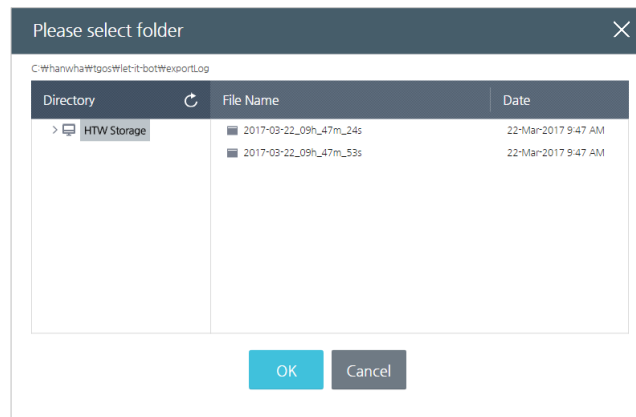 Please select folder
C:₩hanwha₩tgos₩let-it-bot₩exportLog
Directory File Name Date
HTW Storage 2017-03-22_09h_47m_24s 22-Mar-2017 9:47 AM
2017-03-22_09h_47m_53s 22-Mar-2017 9:47 AM
OK Cancel